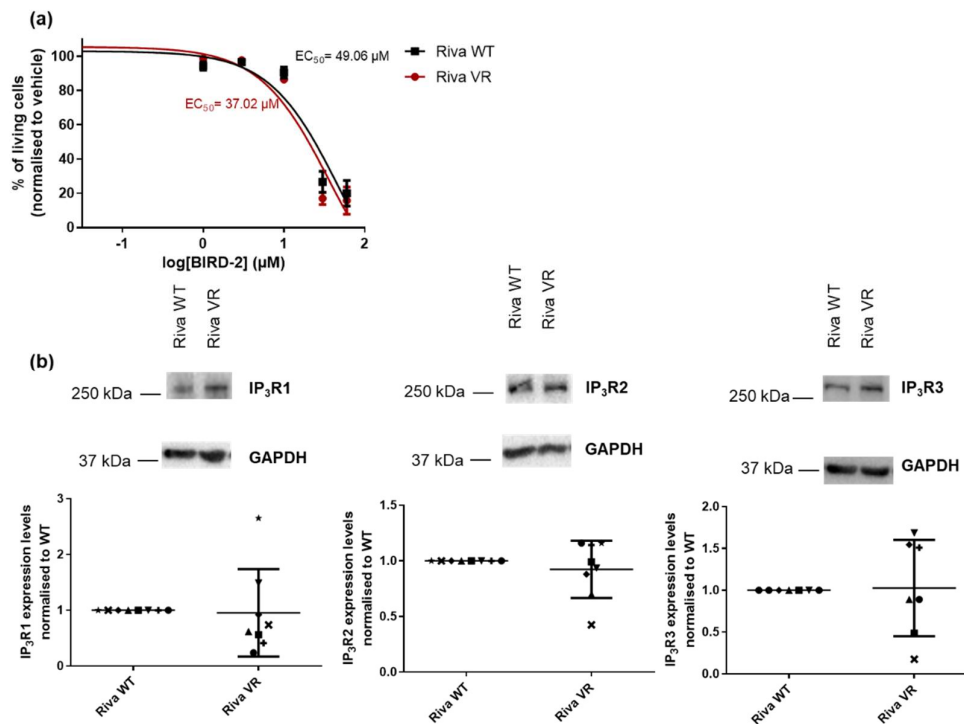 (a)
% of living cells
(normalised to vehicle)
100
80
60
40
20
0
-1
0
1
2
log[BIRD-2] (µM)
EC₅₀= 49.06 µM
EC₅₀= 37.02 µM
Riva WT
Riva VR
(b)
Riva WT
Riva VR
250 kDa
IP₃R1
37 kDa
GAPDH
IP₃R1 expression levels
normalised to WT
3
2
1
0
Riva WT
Riva VR
Riva WT
Riva VR
250 kDa
IP₃R2
37 kDa
GAPDH
IP₃R2 expression levels
normalised to WT
1.5
1.0
0.5
0.0
Riva WT
Riva VR
Riva WT
Riva VR
250 kDa
IP₃R3
37 kDa
GAPDH
IP₃R3 expression levels
normalised to WT
2.0
1.5
1.0
0.5
0.0
Riva WT
Riva VR